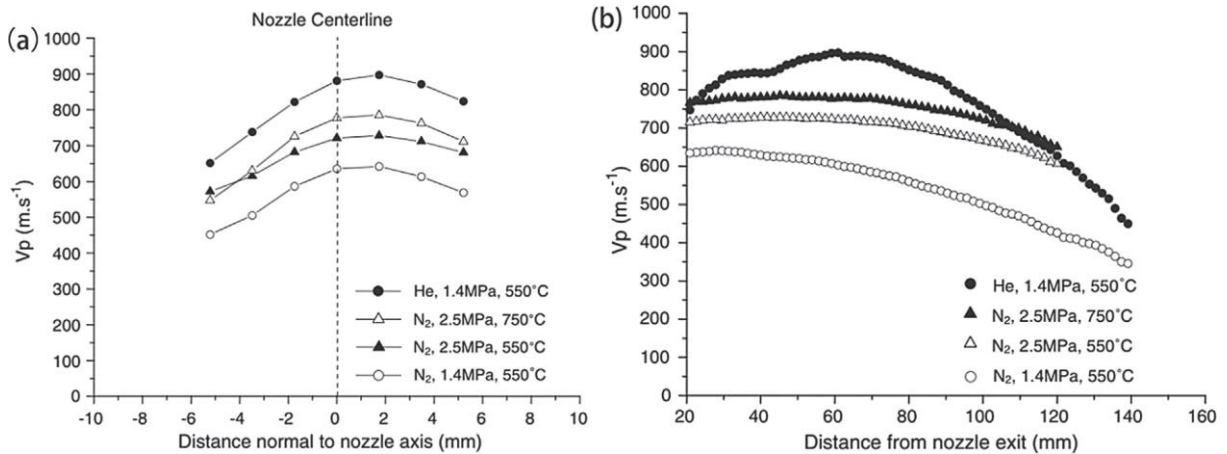 (a)
Nozzle Centerline
1000
900
800
700
600
500
400
300
200
100
0
Vp (m.s⁻¹)
He, 1.4MPa, 550°C
N₂, 2.5MPa, 750°C
N₂, 2.5MPa, 550°C
N₂, 1.4MPa, 550°C
-10 -8 -6 -4 -2 0 2 4 6 8 10
Distance normal to nozzle axis (mm)
(b)
1000
900
800
700
600
500
400
300
200
100
0
Vp (m.s⁻¹)
He, 1.4MPa, 550°C
N₂, 2.5MPa, 750°C
N₂, 2.5MPa, 550°C
N₂, 1.4MPa, 550°C
20 40 60 80 100 120 140 160
Distance from nozzle exit (mm)